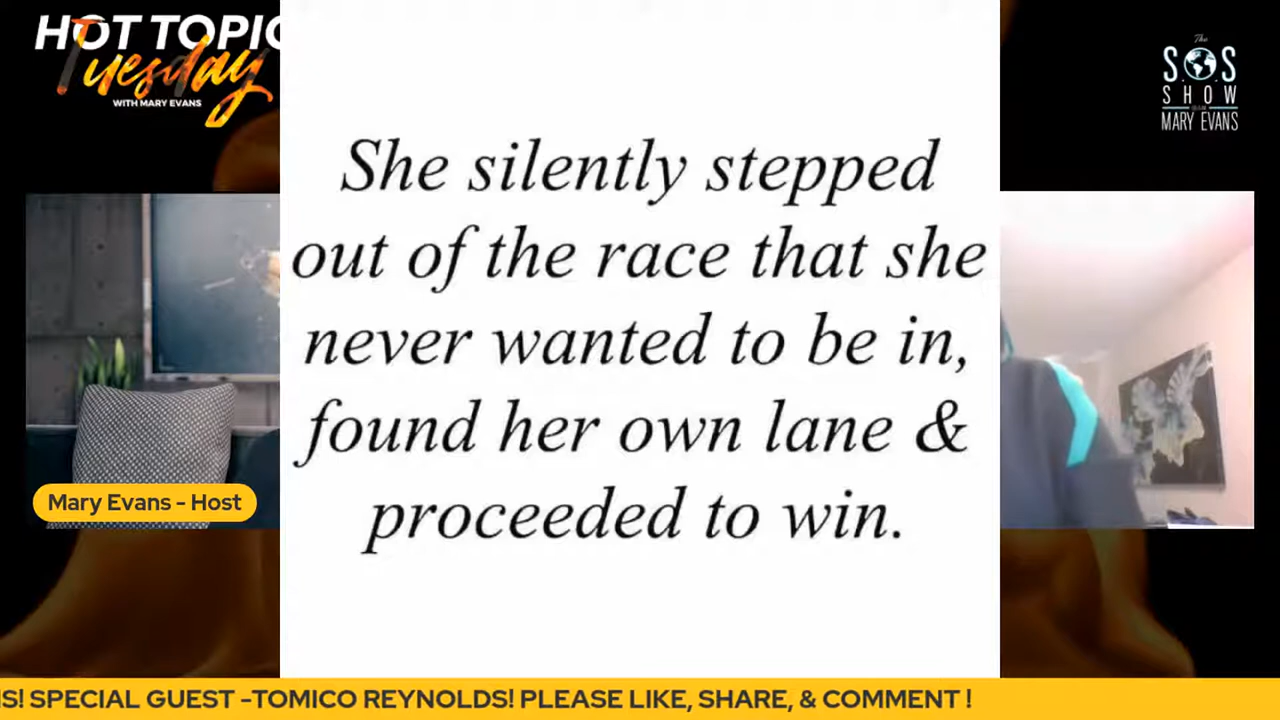 HOT TOPIC
Tuesday
WITH MARY EVANS
The
S.O.S
SHOW
MARY EVANS
She silently stepped
out of the race that she
never wanted to be in,
found her own lane &
proceeded to win.
Mary Evans - Host
IS! SPECIAL GUEST -TOMICO REYNOLDS! PLEASE LIKE, SHARE, & COMMENT !